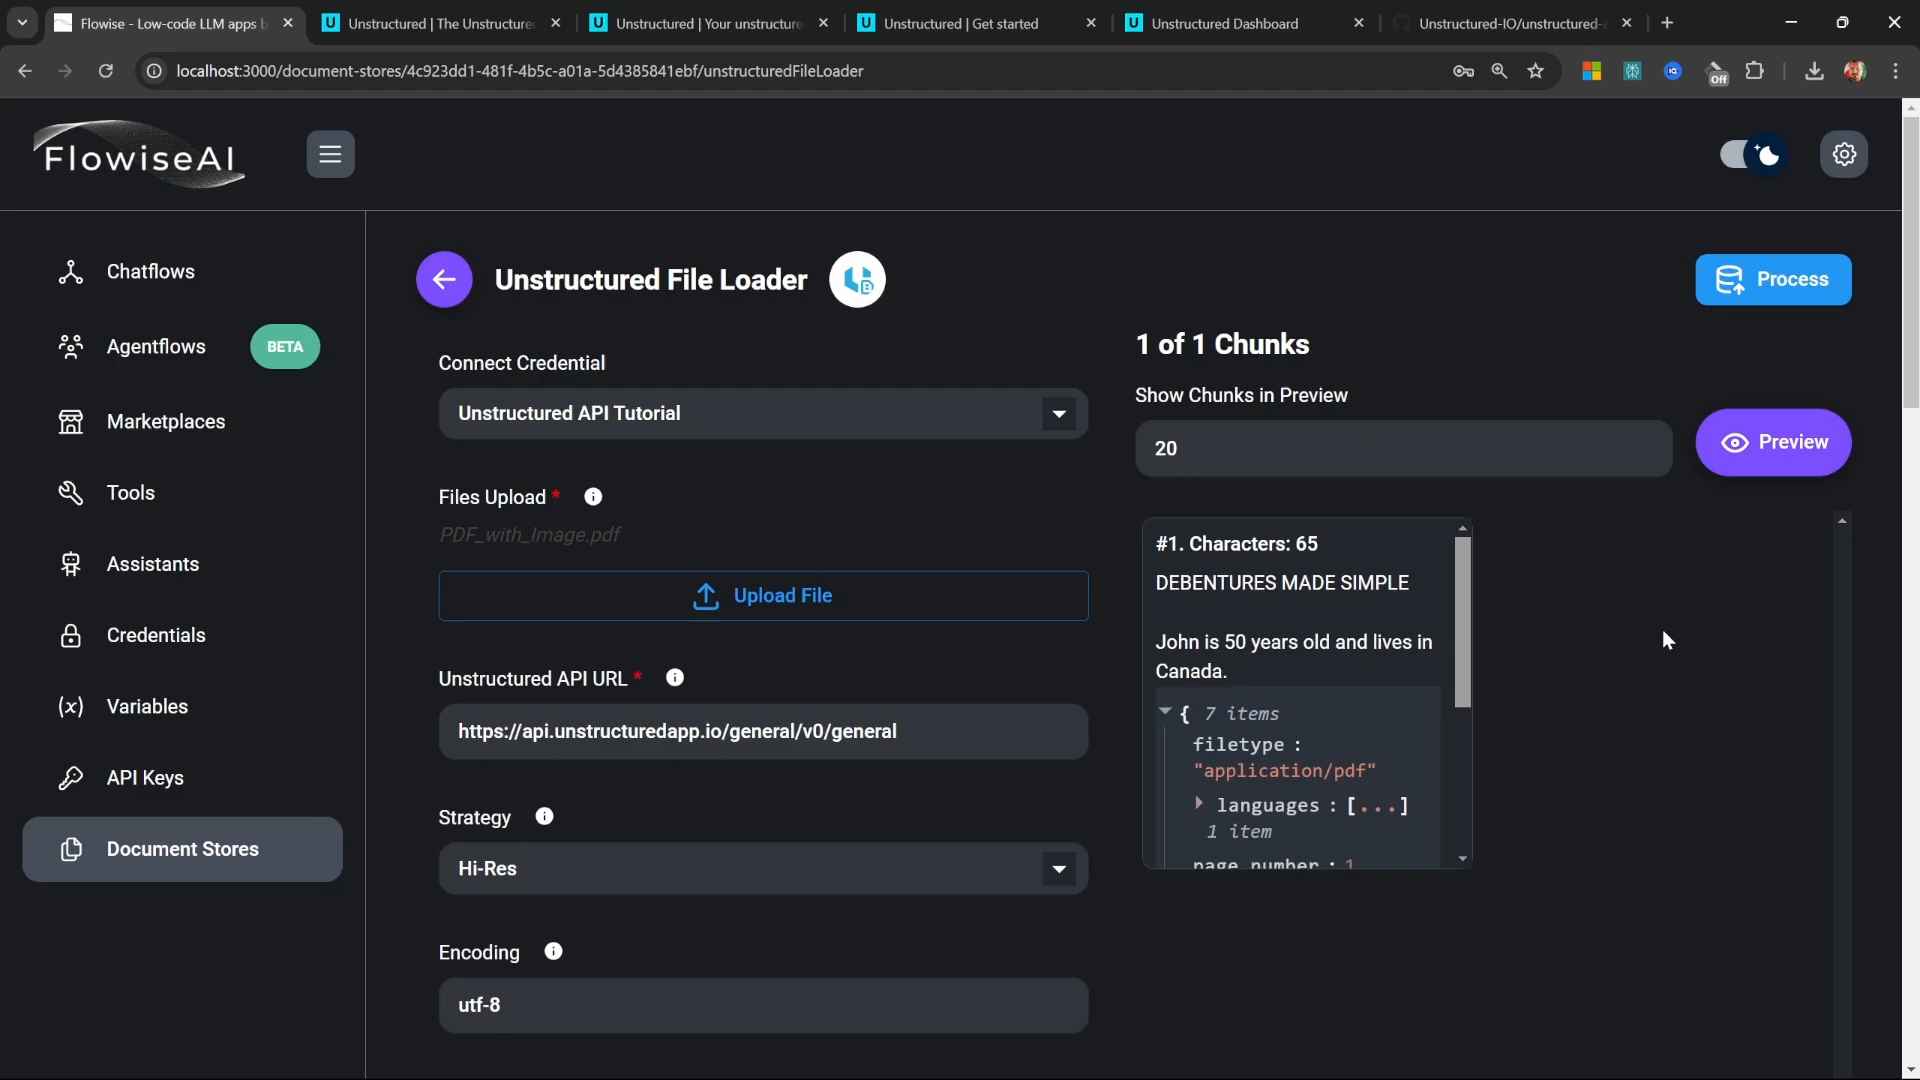 Flowise - Low-code LLM apps b
Unstructured | The Unstructure
Unstructured | Your unstructure
Unstructured | Get started
Unstructured Dashboard
Unstructured-IO/unstructured-
localhost:3000/document-stores/4c923dd1-481f-4b5c-a01a-5d4385841ebf/unstructuredFileLoader
Off
FlowiseAI
Chatflows
Agentflows
BETA
Marketplaces
Tools
Assistants
Credentials
Variables
API Keys
Document Stores
Unstructured File Loader
Process
Connect Credential
Unstructured API Tutorial
Files Upload *
PDF_with_Image.pdf
Upload File
Unstructured API URL *
https://api.unstructuredapp.io/general/v0/general
Strategy
Hi-Res
Encoding
utf-8
1 of 1 Chunks
Show Chunks in Preview
20
Preview
#1. Characters: 65
DEBENTURES MADE SIMPLE
John is 50 years old and lives in
Canada.
{ 7 items
filetype :
"application/pdf"
languages : [...]
1 item
page_number : 1